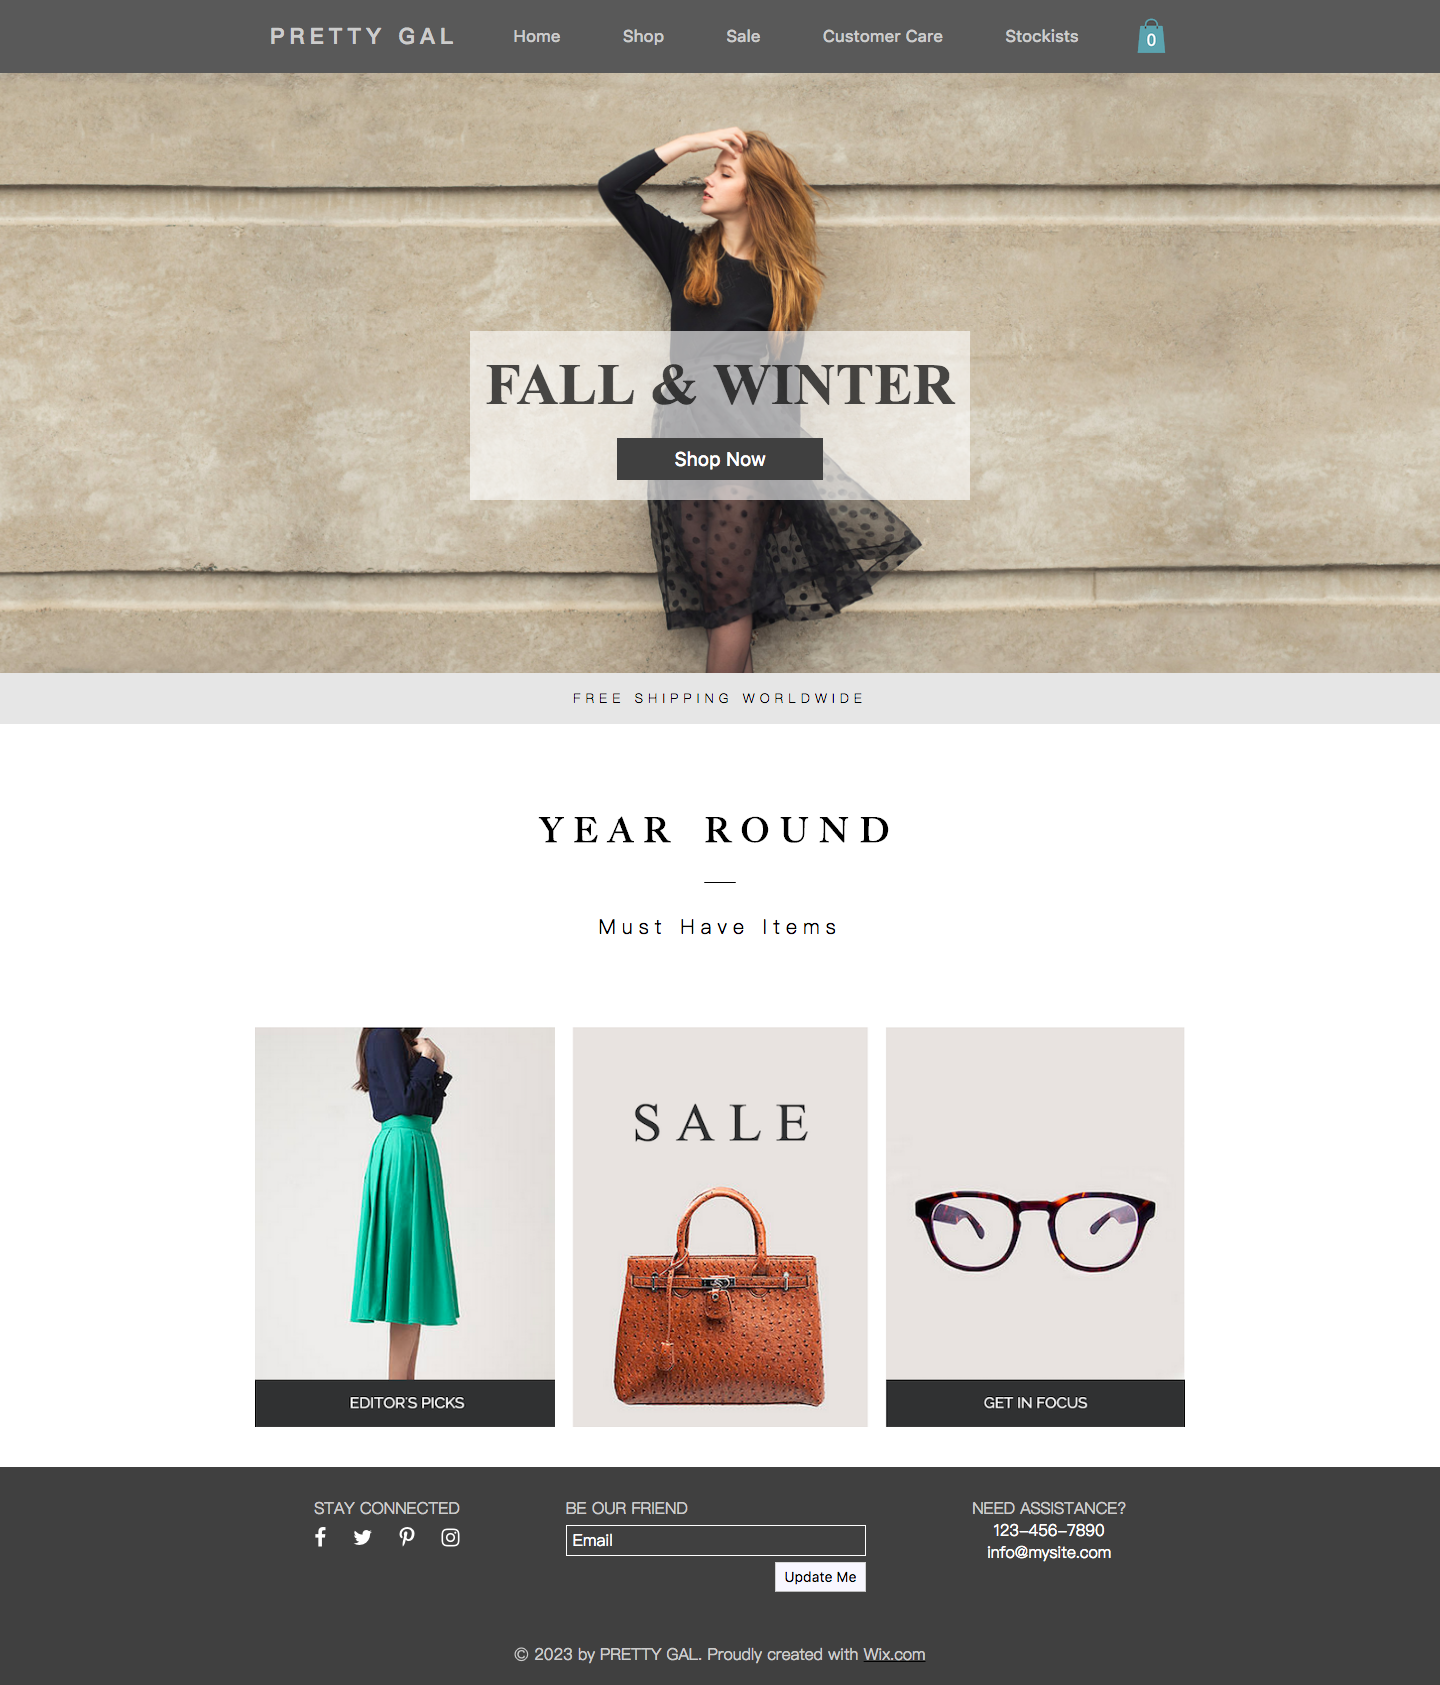 PRETTY GAL
Home
Shop
Sale
Customer Care
Stockists
0
FALL & WINTER
Shop Now
FREE SHIPPING WORLDWIDE
YEAR ROUND
Must Have Items
SALE
EDITOR'S PICKS
GET IN FOCUS
STAY CONNECTED
BE OUR FRIEND
Email
Update Me
NEED ASSISTANCE?
123-456-7890
info@mysite.com
© 2023 by PRETTY GAL. Proudly created with Wix.com